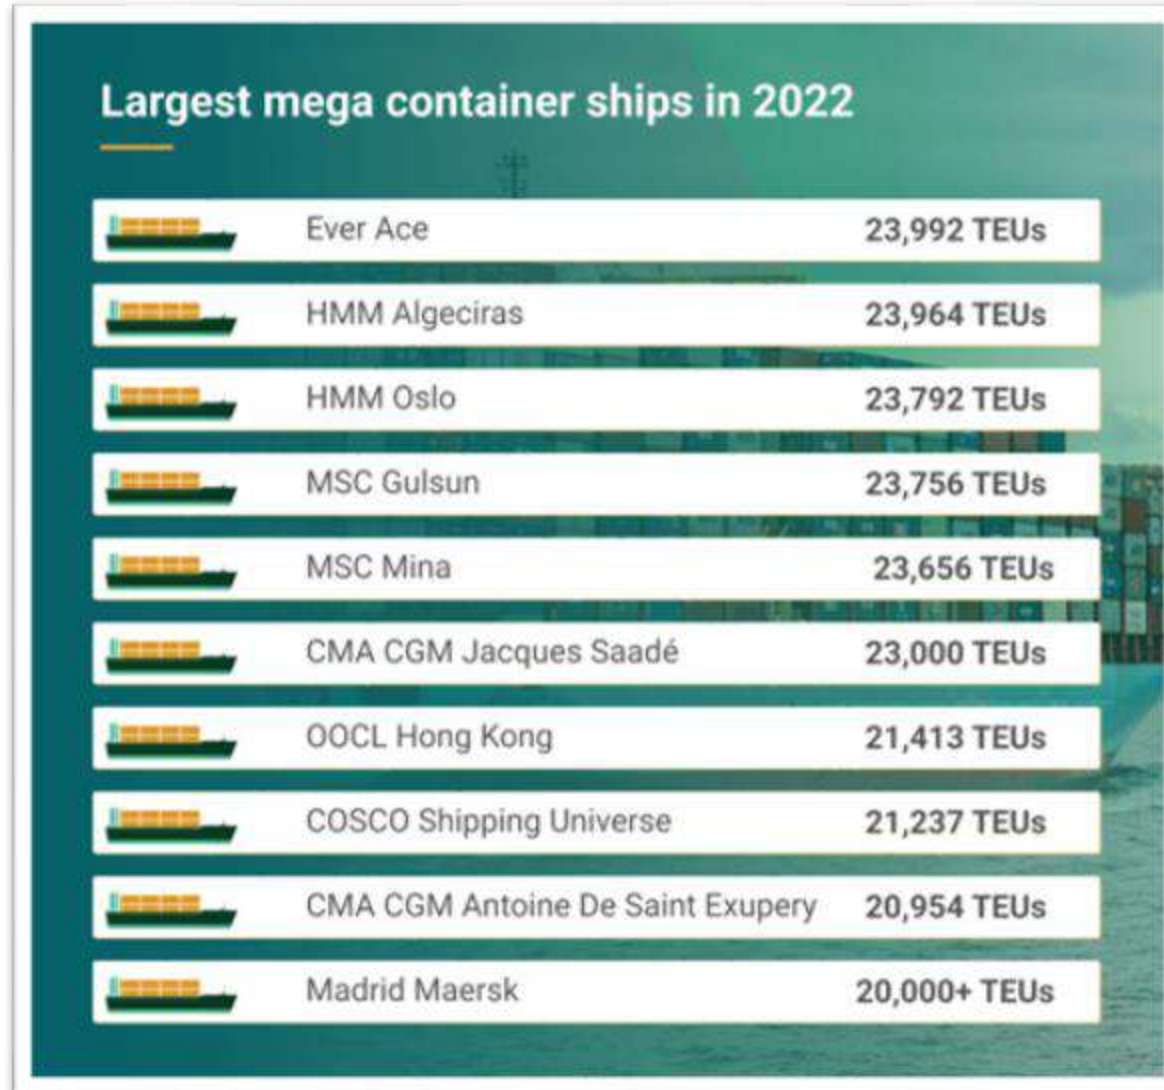 Largest mega container ships in 2022
Ever Ace 23,992 TEUs
HMM Algeciras 23,964 TEUs
HMM Oslo 23,792 TEUs
MSC Gulsun 23,756 TEUs
MSC Mina 23,656 TEUs
CMA CGM Jacques Saadé 23,000 TEUs
OOCL Hong Kong 21,413 TEUs
COSCO Shipping Universe 21,237 TEUs
CMA CGM Antoine De Saint Exupery 20,954 TEUs
Madrid Maersk 20,000+ TEUs